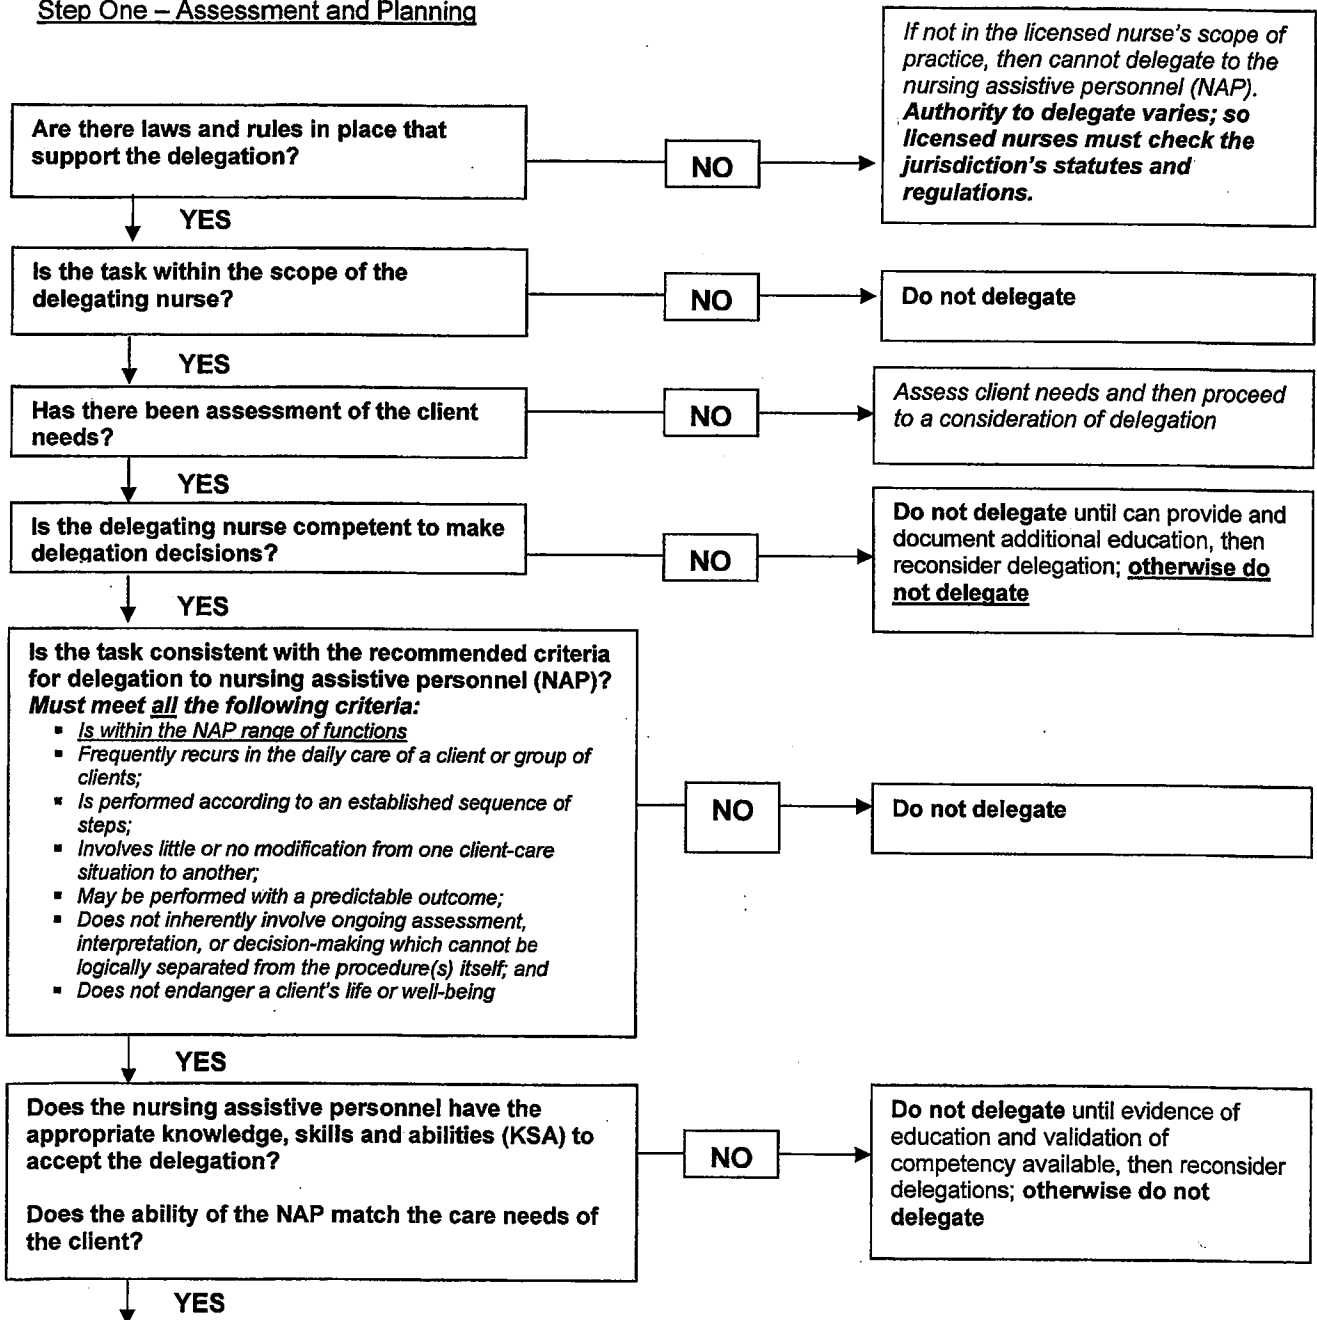 Step One – Assessment and Planning
If not in the licensed nurse's scope of
practice, then cannot delegate to the
nursing assistive personnel (NAP).
Authority to delegate varies; so
licensed nurses must check the
jurisdiction's statutes and
regulations.
Are there laws and rules in place that
support the delegation?
NO
YES
Is the task within the scope of the
delegating nurse?
NO
Do not delegate
YES
Has there been assessment of the client
needs?
NO
Assess client needs and then proceed
to a consideration of delegation
YES
Is the delegating nurse competent to make
delegation decisions?
NO
Do not delegate until can provide and
document additional education, then
reconsider delegation; otherwise do
not delegate
YES
Is the task consistent with the recommended criteria
for delegation to nursing assistive personnel (NAP)?
Must meet all the following criteria:
▪ Is within the NAP range of functions
▪ Frequently recurs in the daily care of a client or group of
clients;
▪ Is performed according to an established sequence of
steps;
▪ Involves little or no modification from one client-care
situation to another;
▪ May be performed with a predictable outcome;
▪ Does not inherently involve ongoing assessment,
interpretation, or decision-making which cannot be
logically separated from the procedure(s) itself; and
▪ Does not endanger a client's life or well-being
NO
Do not delegate
YES
Does the nursing assistive personnel have the
appropriate knowledge, skills and abilities (KSA) to
accept the delegation?
Does the ability of the NAP match the care needs of
the client?
NO
Do not delegate until evidence of
education and validation of
competency available, then reconsider
delegations; otherwise do not
delegate
YES